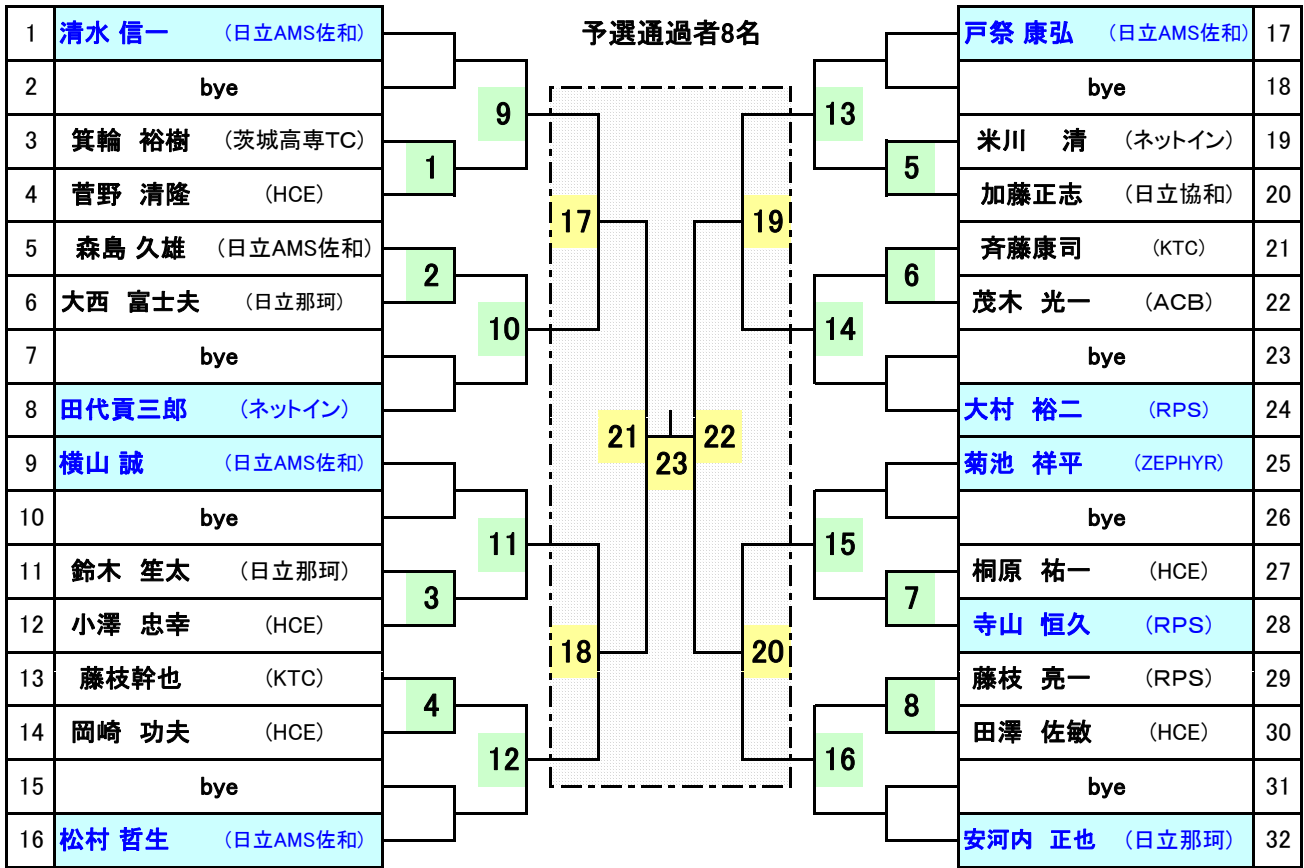 予選通過者8名
1 清水 信一 (日立AMS佐和)
2 bye
3 箕輪 裕樹 (茨城高専TC)
4 菅野 清隆 (HCE)
5 森島 久雄 (日立AMS佐和)
6 大西 富士夫 (日立那珂)
7 bye
8 田代貢三郎 (ネットイン)
9 横山 誠 (日立AMS佐和)
10 bye
11 鈴木 笙太 (日立那珂)
12 小澤 忠幸 (HCE)
13 藤枝幹也 (KTC)
14 岡崎 功夫 (HCE)
15 bye
16 松村 哲生 (日立AMS佐和)
9
1
2
10
11
3
4
12
17
18
21
23
22
19
20
13
5
6
14
15
7
8
16
戸祭 康弘 (日立AMS佐和) 17
bye 18
米川 清 (ネットイン) 19
加藤正志 (日立協和) 20
斉藤康司 (KTC) 21
茂木 光一 (ACB) 22
bye 23
大村 裕二 (RPS) 24
菊池 祥平 (ZEPHYR) 25
bye 26
桐原 祐一 (HCE) 27
寺山 恒久 (RPS) 28
藤枝 亮一 (RPS) 29
田澤 佐敏 (HCE) 30
bye 31
安河内 正也 (日立那珂) 32